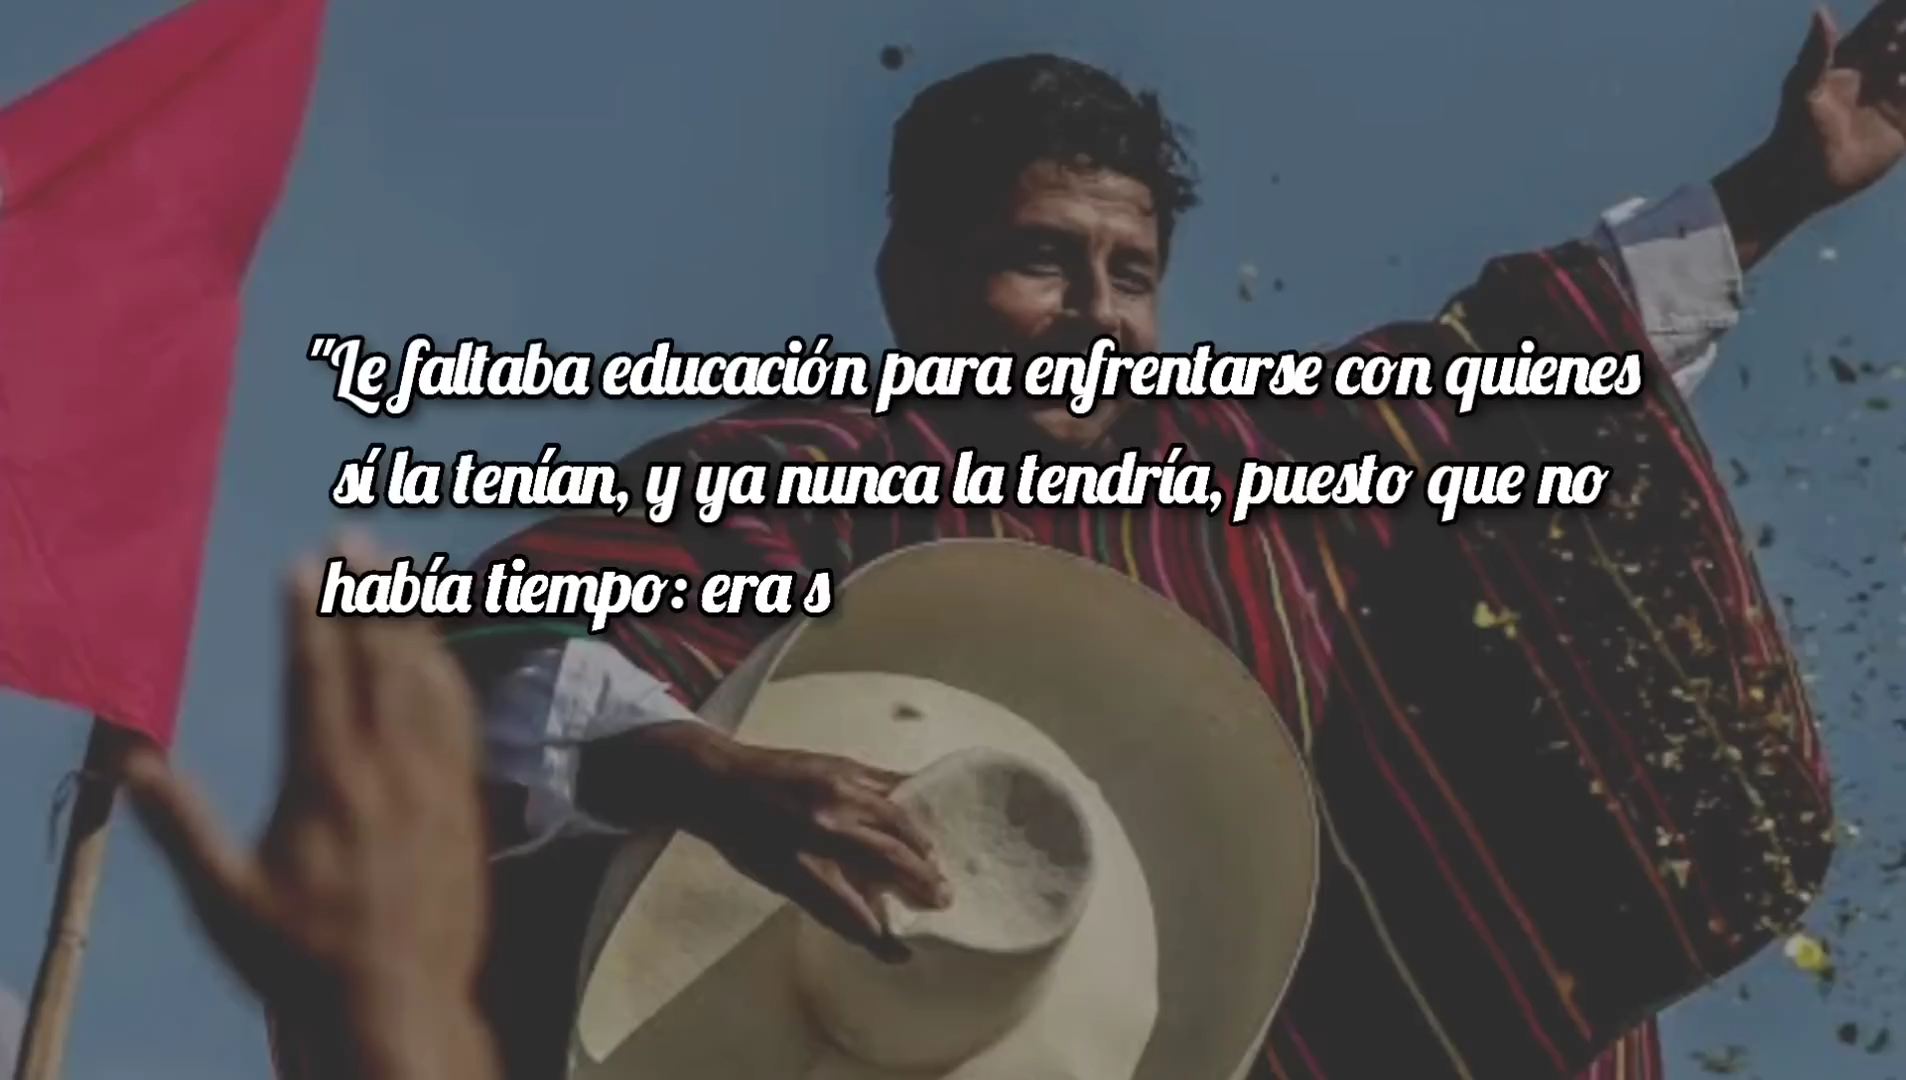 "Le faltaba educación para enfrentarse con quienes
sí la tenían, y ya nunca la tendría, puesto que no
había tiempo: era s